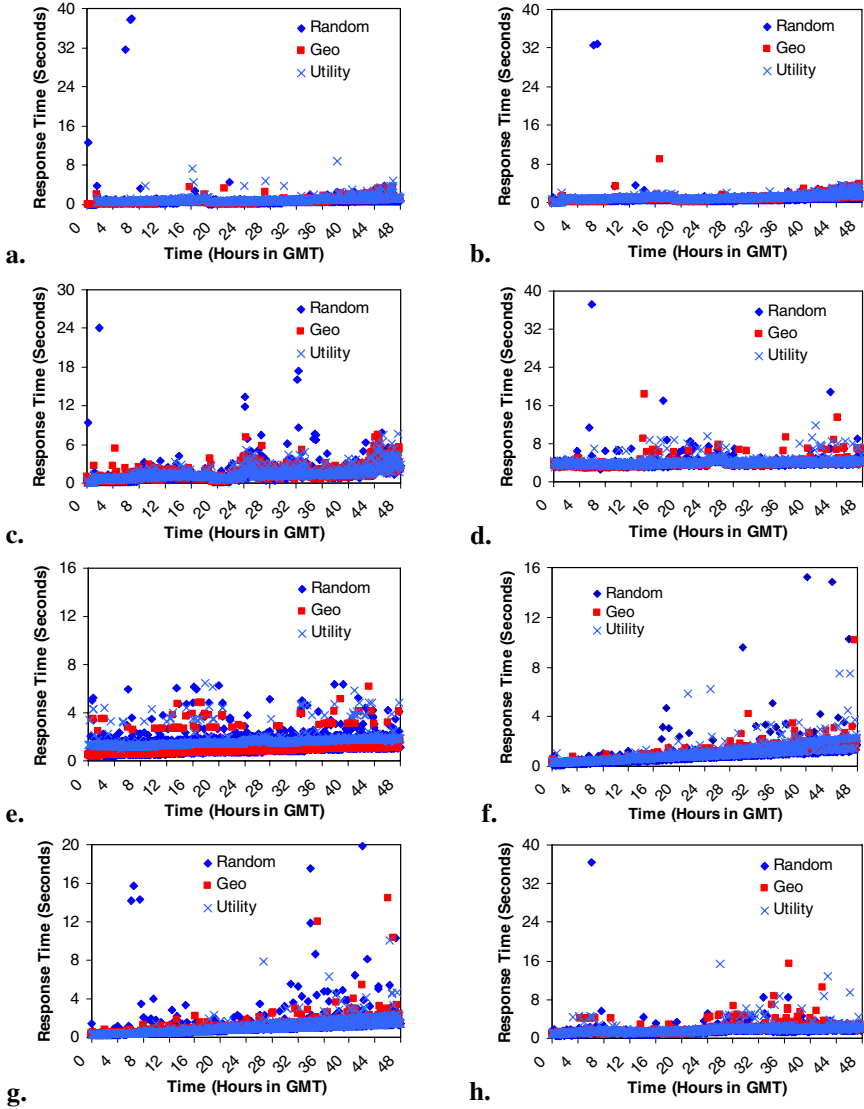 Response Time (Seconds)
40
32
24
16
8
0
Random
Geo
Utility
0 4 8 12 16 20 24 28 32 36 40 44 48
Time (Hours in GMT)
a.
Response Time (Seconds)
40
32
24
16
8
0
Random
Geo
Utility
0 4 8 12 16 20 24 28 32 36 40 44 48
Time (Hours in GMT)
b.
Response Time (Seconds)
30
24
18
12
6
0
Random
Geo
Utility
0 4 8 12 16 20 24 28 32 36 40 44 48
Time (Hours in GMT)
c.
Response Time (Seconds)
40
32
24
16
8
0
Random
Geo
Utility
0 4 8 12 16 20 24 28 32 36 40 44 48
Time (Hours in GMT)
d.
Response Time (Seconds)
16
12
8
4
0
Random
Geo
Utility
0 4 8 12 16 20 24 28 32 36 40 44 48
Time (Hours in GMT)
e.
Response Time (Seconds)
16
12
8
4
0
Random
Geo
Utility
0 4 8 12 16 20 24 28 32 36 40 44 48
Time (Hours in GMT)
f.
Response Time (Seconds)
20
16
12
8
4
0
Random
Geo
Utility
0 4 8 12 16 20 24 28 32 36 40 44 48
Time (Hours in GMT)
g.
Response Time (Seconds)
40
32
24
16
8
0
Random
Geo
Utility
0 4 8 12 16 20 24 28 32 36 40 44 48
Time (Hours in GMT)
h.